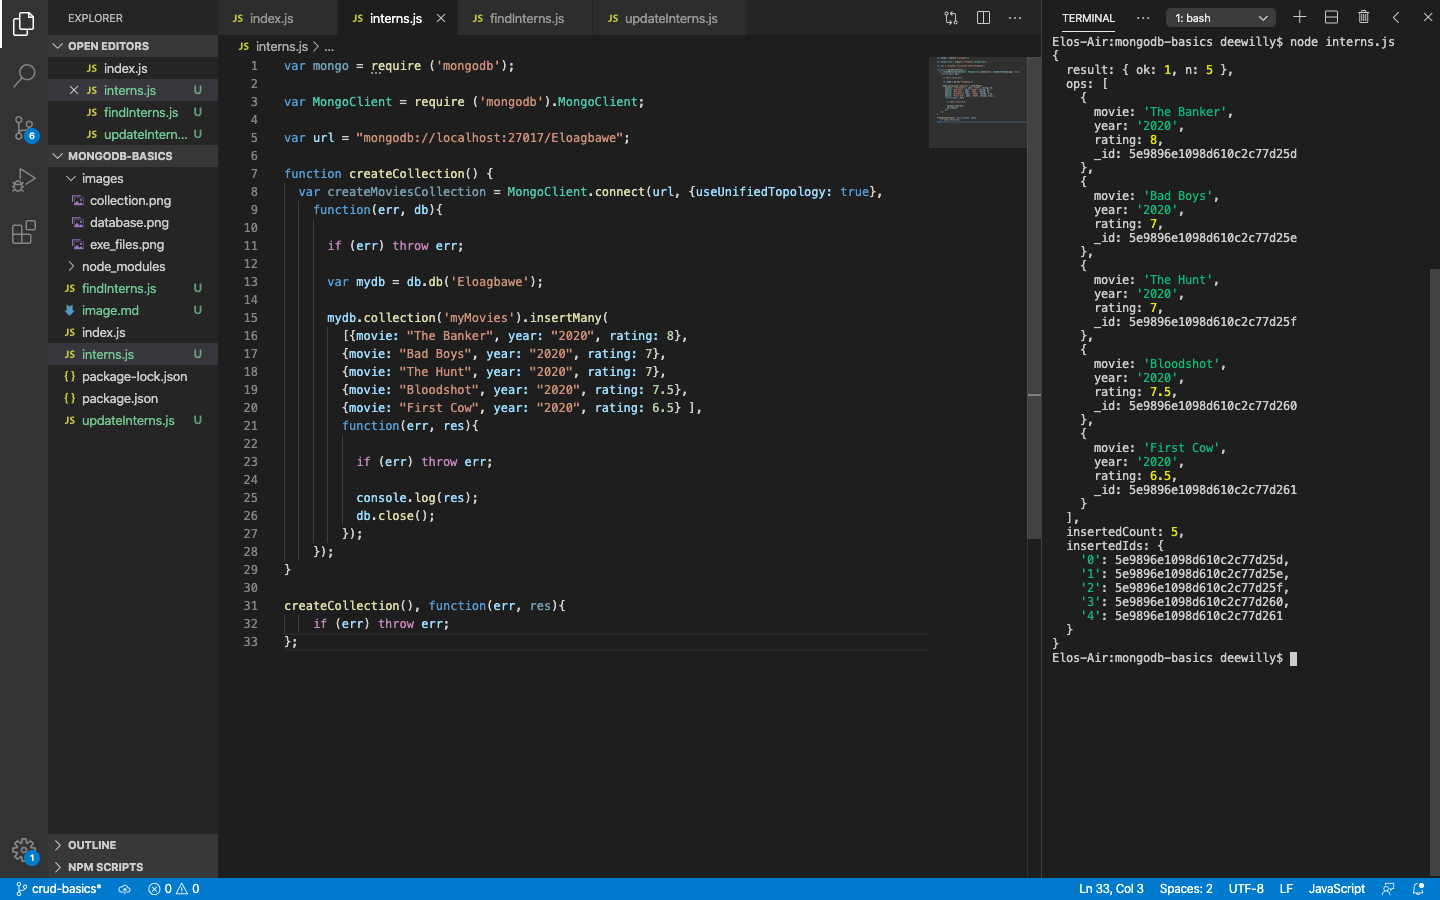 EXPLORER
OPEN EDITORS
JS index.js
JS interns.js U
JS findInterns.js U
JS updateIntern... U
MONGODB-BASICS
images
collection.png
database.png
exe_files.png
node_modules
JS findInterns.js U
image.md U
JS index.js
JS interns.js U
{} package-lock.json
{} package.json
JS updateInterns.js U
OUTLINE
NPM SCRIPTS
6
1
JS index.js JS interns.js JS findInterns.js JS updateInterns.js
JS interns.js > ...
1 var mongo = require ('mongodb');
2
3 var MongoClient = require ('mongodb').MongoClient;
4
5 var url = "mongodb://localhost:27017/Eloagbawe";
6
7 function createCollection() {
8 var createMoviesCollection = MongoClient.connect(url, {useUnifiedTopology: true},
9 function(err, db){
10
11 if (err) throw err;
12
13 var mydb = db.db('Eloagbawe');
14
15 mydb.collection('myMovies').insertMany(
16 [{movie: "The Banker", year: "2020", rating: 8},
17 {movie: "Bad Boys", year: "2020", rating: 7},
18 {movie: "The Hunt", year: "2020", rating: 7},
19 {movie: "Bloodshot", year: "2020", rating: 7.5},
20 {movie: "First Cow", year: "2020", rating: 6.5} ],
21 function(err, res){
22
23 if (err) throw err;
24
25 console.log(res);
26 db.close();
27 });
28 });
29 }
30
31 createCollection(), function(err, res){
32 if (err) throw err;
33 };
TERMINAL ... 1: bash
Elos-Air:mongodb-basics deewilly$ node interns.js
{
result: { ok: 1, n: 5 },
ops: [
{
movie: 'The Banker',
year: '2020',
rating: 8,
_id: 5e9896e1098d610c2c77d25d
},
{
movie: 'Bad Boys',
year: '2020',
rating: 7,
_id: 5e9896e1098d610c2c77d25e
},
{
movie: 'The Hunt',
year: '2020',
rating: 7,
_id: 5e9896e1098d610c2c77d25f
},
{
movie: 'Bloodshot',
year: '2020',
rating: 7.5,
_id: 5e9896e1098d610c2c77d260
},
{
movie: 'First Cow',
year: '2020',
rating: 6.5,
_id: 5e9896e1098d610c2c77d261
}
],
insertedCount: 5,
insertedIds: {
'0': 5e9896e1098d610c2c77d25d,
'1': 5e9896e1098d610c2c77d25e,
'2': 5e9896e1098d610c2c77d25f,
'3': 5e9896e1098d610c2c77d260,
'4': 5e9896e1098d610c2c77d261
}
}
Elos-Air:mongodb-basics deewilly$
crud-basics* 0 0 Ln 33, Col 3 Spaces: 2 UTF-8 LF JavaScript